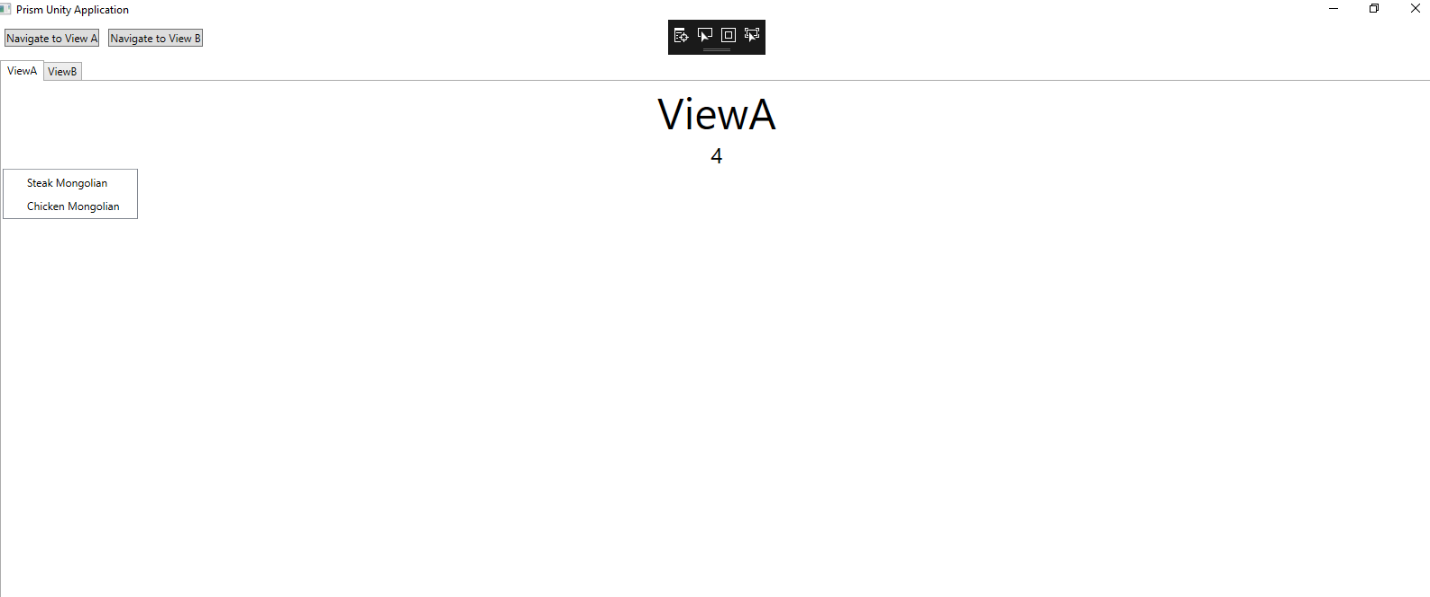 Prism Unity Application
Navigate to View A Navigate to View B
ViewA ViewB
ViewA
4
Steak Mongolian
Chicken Mongolian